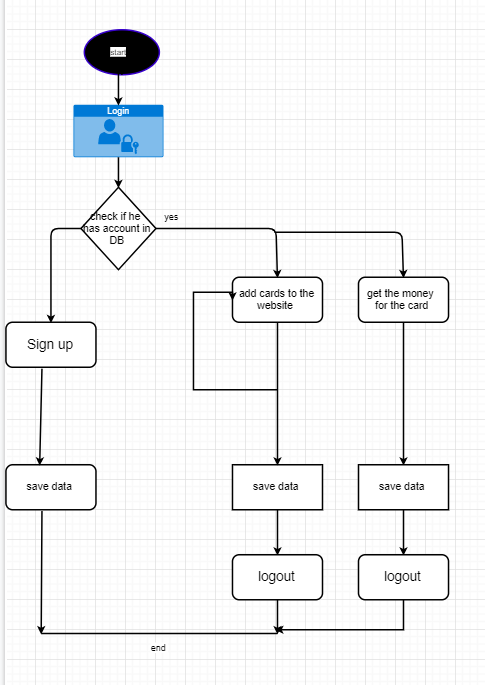 start
Login
check if he
has account in
DB
yes
add cards to the
website
get the money
for the card
Sign up
save data
save data
save data
logout
logout
end